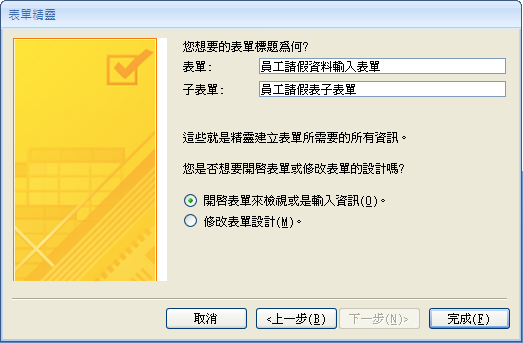 表單精靈
您想要的表單標題為何?
表單:
員工請假資料輸入表單
子表單:
員工請假表子表單
這些就是精靈建立表單所需要的所有資訊。
您是否想要開啟表單或修改表單的設計嗎?
開啟表單來檢視或是輸入資訊(O)。
修改表單設計(M)。
取消
<上一步(B)
下一步(N)>
完成(F)